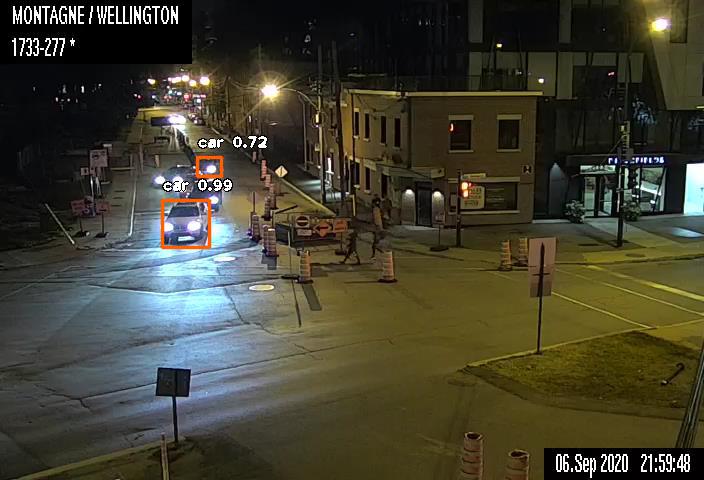 MONTAGNE / WELLINGTON
1733-277 *
car 0.72
car 0.99
06.Sep 2020 21:59:48